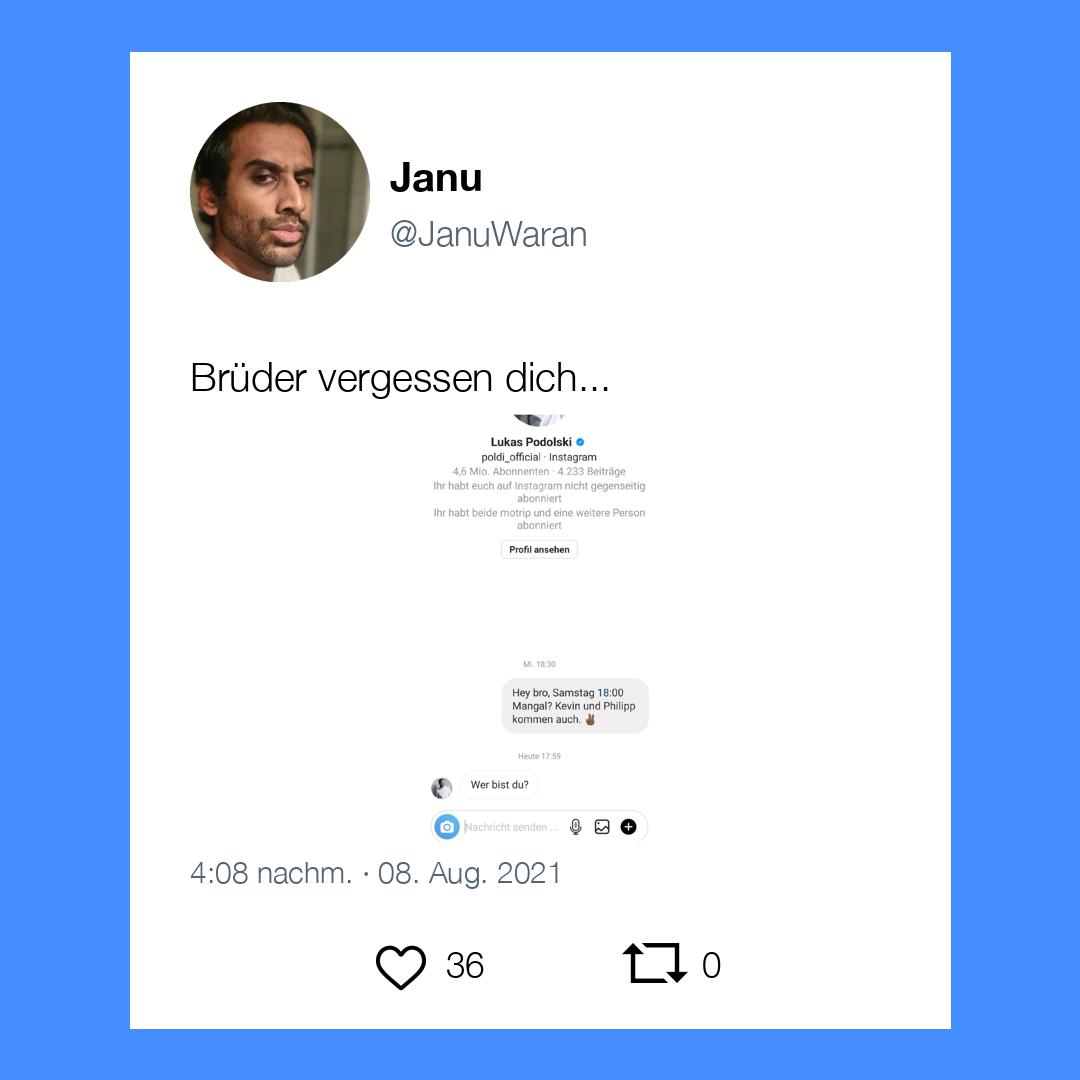 Janu
@JanuWaran
Brüder vergessen dich...
Lukas Podolski
poldi_official · Instagram
4,6 Mio. Abonnenten · 4.233 Beiträge
Ihr habt euch auf Instagram nicht gegenseitig
abonniert
Ihr habt beide motrip und eine weitere Person
abonniert
Profil ansehen
Mi. 18:30
Hey bro, Samstag 18:00
Mangal? Kevin und Philipp
kommen auch. ✌🏾
Heute 17:59
Wer bist du?
Nachricht senden ...
4:08 nachm. · 08. Aug. 2021
36
0